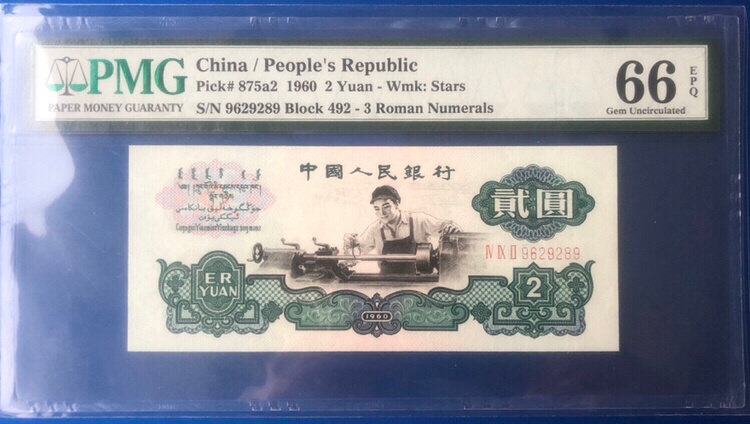 PMG
PAPER MONEY GUARANTY
China / People's Republic
Pick# 875a2 1960 2 Yuan - Wmk: Stars
S/N 9629289 Block 492 - 3 Roman Numerals
66 EPQ
Gem Uncirculated
中國人民銀行
貳圓
Ⅳ Ⅸ Ⅱ 9629289
ER
YUAN
1960
2